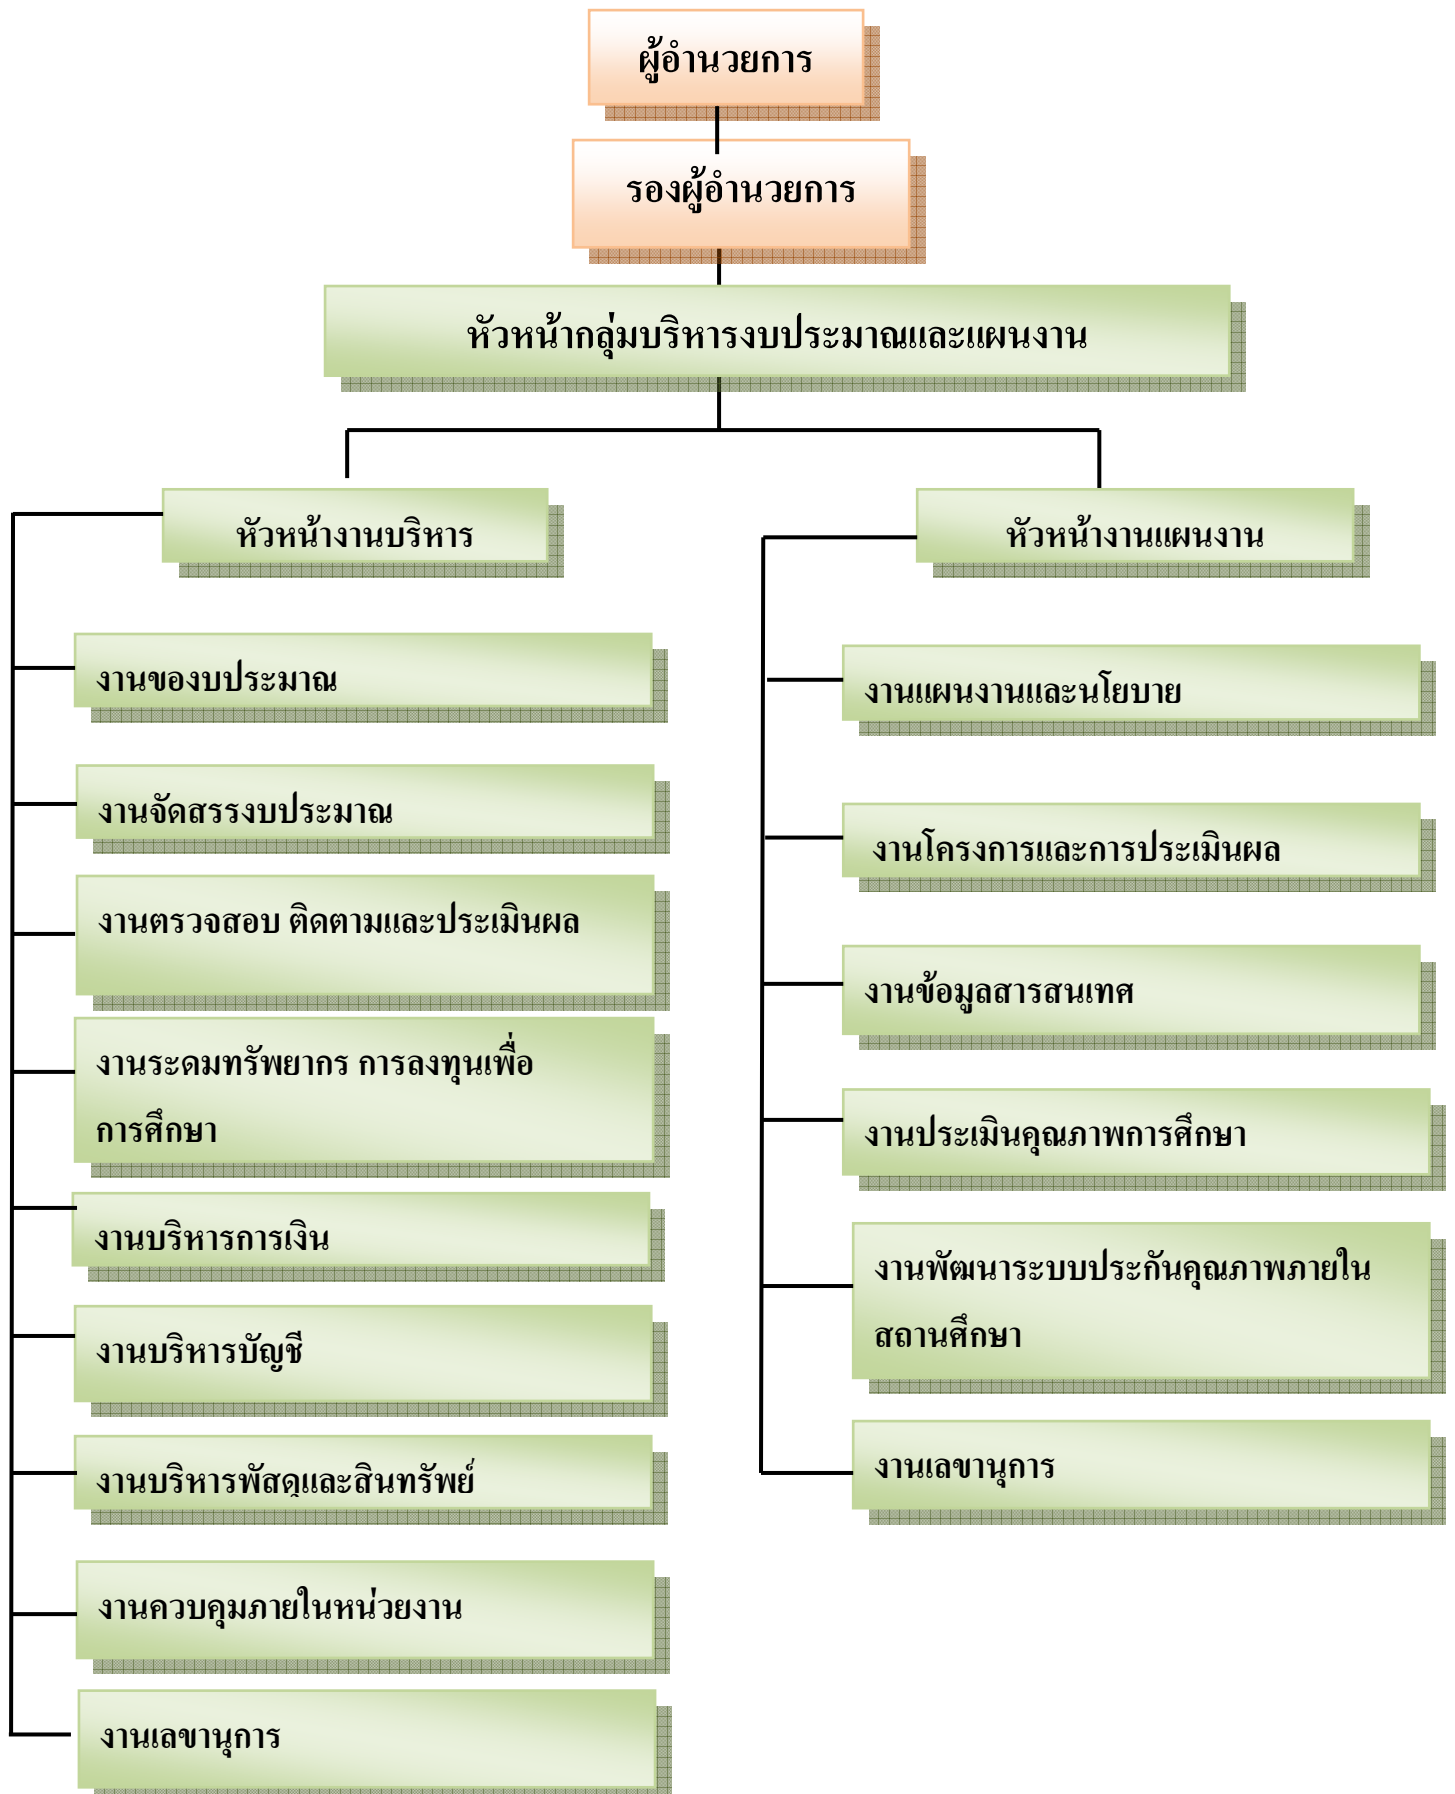 ผู้อำนวยการ
รองผู้อำนวยการ
หัวหน้ากลุ่มบริหารงบประมาณและแผนงาน
หัวหน้างานบริหาร
งานของบประมาณ
งานจัดสรรงบประมาณ
งานตรวจสอบ ติดตามและประเมินผล
งานระดมทรัพยากร การลงทุนเพื่อ
การศึกษา
งานบริหารการเงิน
งานบริหารบัญชี
งานบริหารพัสดุและสินทรัพย์
งานควบคุมภายในหน่วยงาน
งานเลขานุการ
หัวหน้างานแผนงาน
งานแผนงานและนโยบาย
งานโครงการและการประเมินผล
งานข้อมูลสารสนเทศ
งานประเมินคุณภาพการศึกษา
งานพัฒนาระบบประกันคุณภาพภายใน
สถานศึกษา
งานเลขานุการ